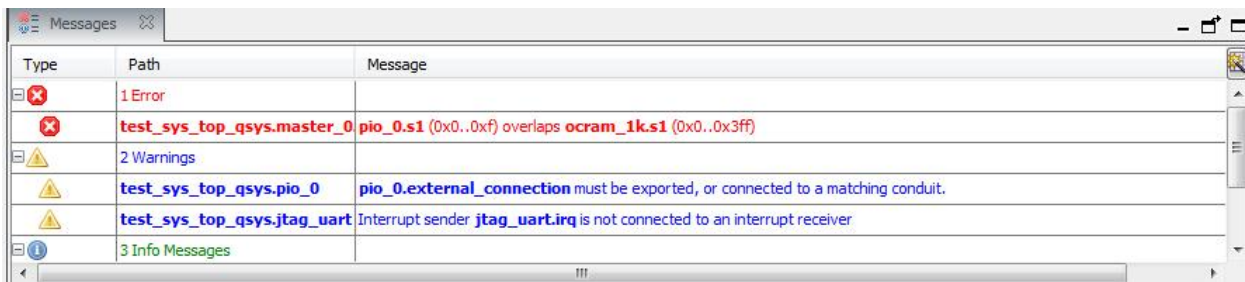 Messages
Type Path Message
1 Error
test_sys_top_qsys.master_0. pio_0.s1 (0x0..0xf) overlaps ocram_1k.s1 (0x0..0x3ff)
2 Warnings
test_sys_top_qsys.pio_0 pio_0.external_connection must be exported, or connected to a matching conduit.
test_sys_top_qsys.jtag_uart Interrupt sender jtag_uart.irq is not connected to an interrupt receiver
3 Info Messages